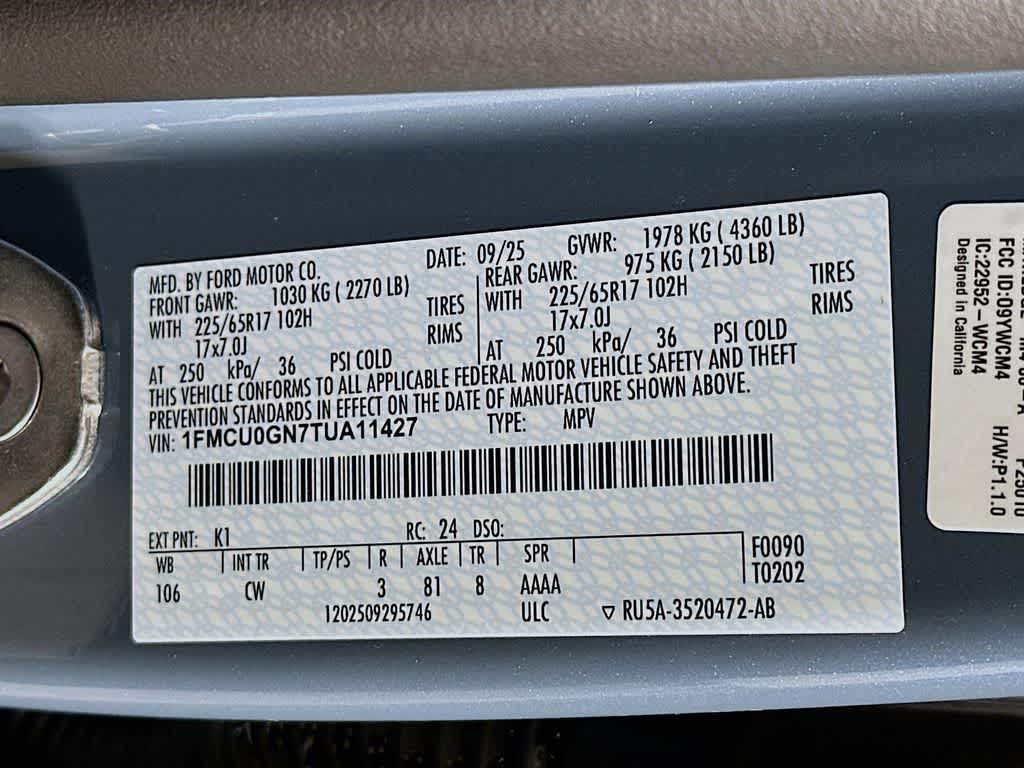 MFD. BY FORD MOTOR CO.
DATE: 09/25
GVWR: 1978 KG ( 4360 LB)
FRONT GAWR: 1030 KG ( 2270 LB)
REAR GAWR: 975 KG ( 2150 LB)
WITH 225/65R17 102H TIRES
WITH 225/65R17 102H TIRES
17x7.0J RIMS
17x7.0J RIMS
AT 250 kPa/ 36 PSI COLD
AT 250 kPa/ 36 PSI COLD
THIS VEHICLE CONFORMS TO ALL APPLICABLE FEDERAL MOTOR VEHICLE SAFETY AND THEFT
PREVENTION STANDARDS IN EFFECT ON THE DATE OF MANUFACTURE SHOWN ABOVE.
VIN: 1FMCU0GN7TUA11427 TYPE: MPV
EXT PNT: K1 RC: 24 DSO:
WB INT TR TP/PS R AXLE TR SPR F0090
106 CW 3 81 8 AAAA T0202
1202509295746 ULC ▽ RU5A-3520472-AB
FCC ID:O9YWCM4 H/W:P1.1.0
IC:22952-WCM4
Designed in California